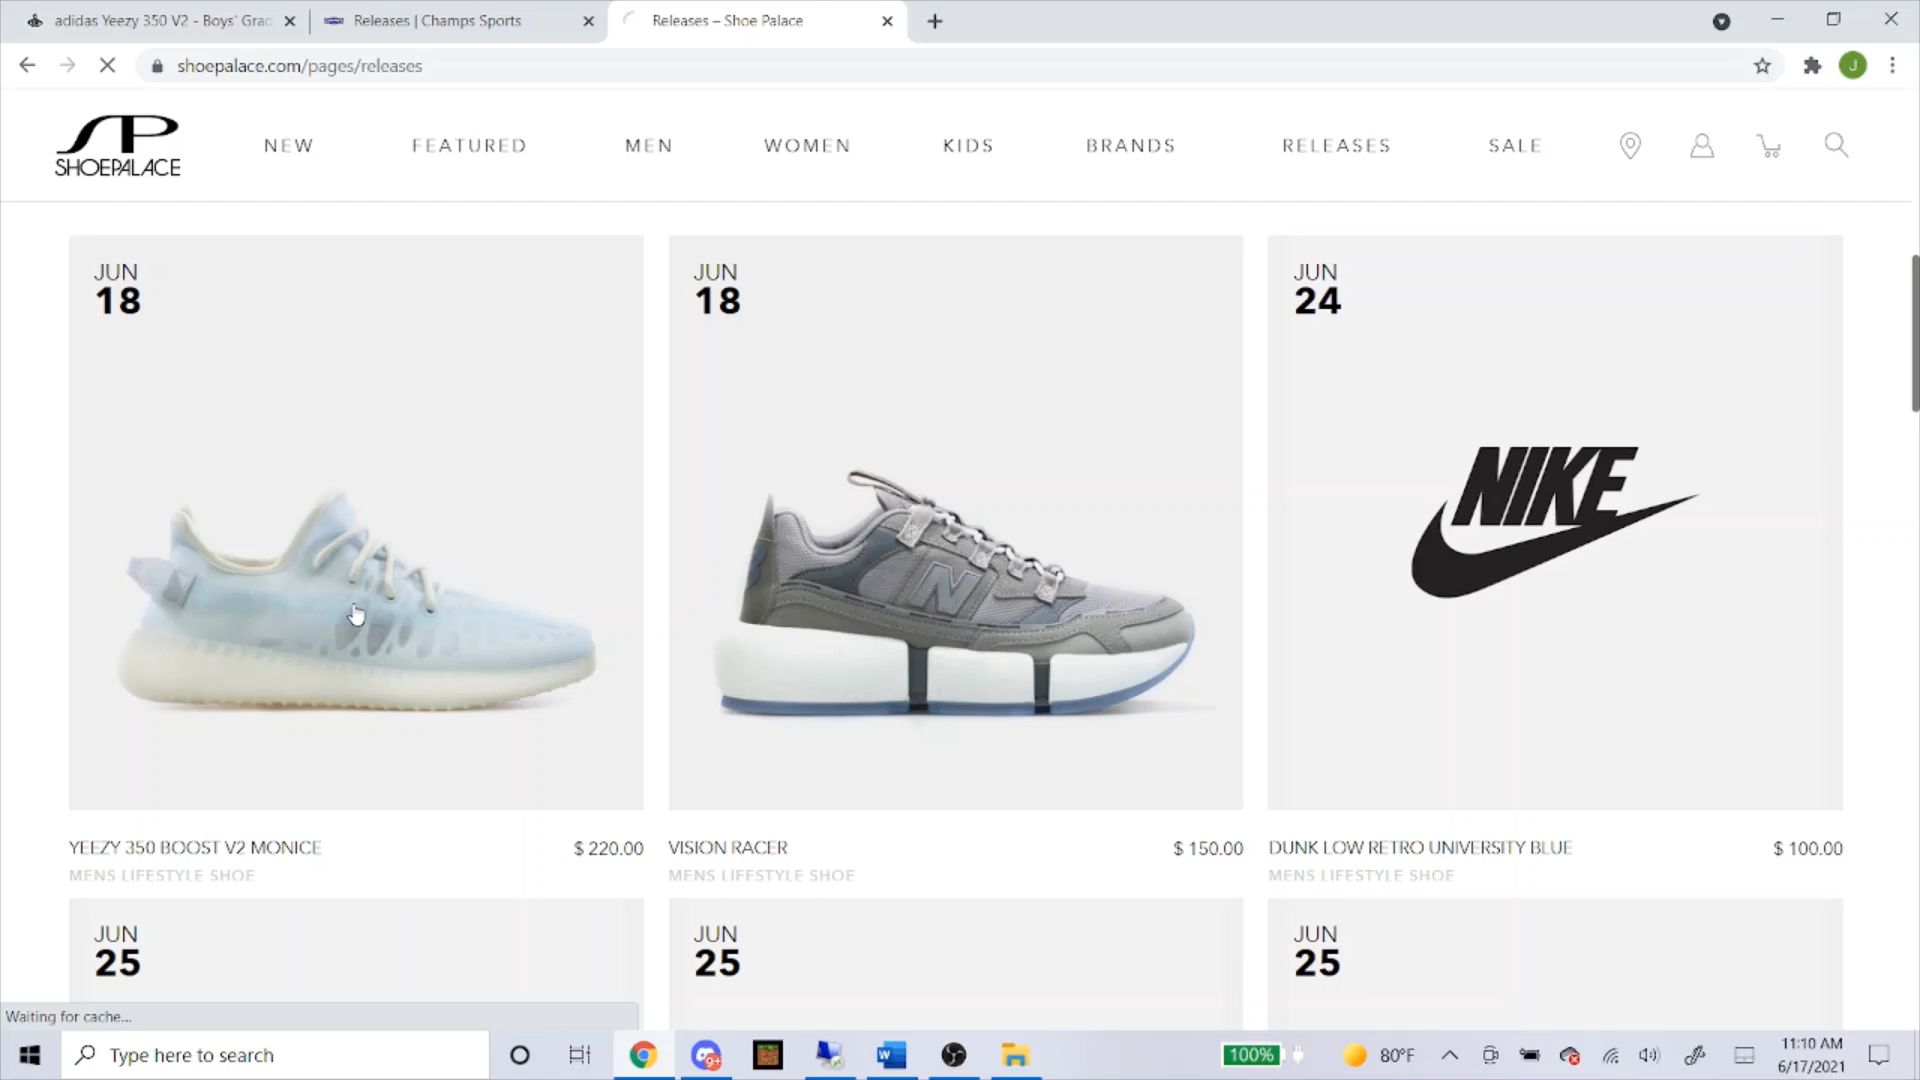 adidas Yeezy 350 V2 - Boys' Grad
Releases | Champs Sports
Releases – Shoe Palace
shoepalace.com/pages/releases
J
SP
SHOEPALACE
NEW
FEATURED
MEN
WOMEN
KIDS
BRANDS
RELEASES
SALE
JUN
18
JUN
18
JUN
24
N
NIKE
YEEZY 350 BOOST V2 MONICE
$ 220.00
VISION RACER
$ 150.00
DUNK LOW RETRO UNIVERSITY BLUE
$ 100.00
MENS LIFESTYLE SHOE
MENS LIFESTYLE SHOE
MENS LIFESTYLE SHOE
JUN
25
JUN
25
JUN
25
Waiting for cache...
Type here to search
9+
W
100%
80°F
11:10 AM
6/17/2021